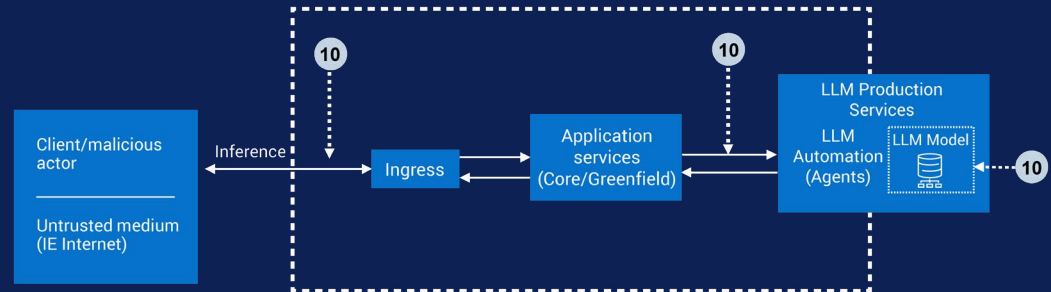 10
10
Client/malicious
actor
Untrusted medium
(IE Internet)
Inference
Ingress
Application
services
(Core/Greenfield)
LLM Production
Services
LLM
Automation
(Agents)
LLM Model
10